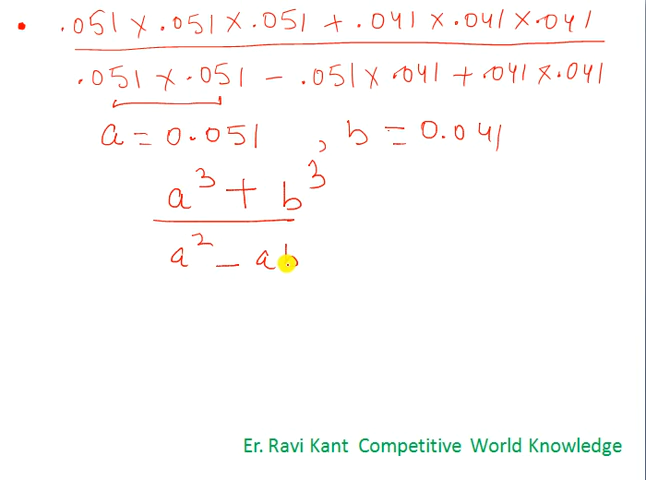 .051 × .051 × .051 + .041 × .041 × .041
.051 × .051 - .051 × .041 + .041 × .041
a = 0.051 , b = 0.041
a³ + b³
a² - ab
Er. Ravi Kant Competitive World Knowledge